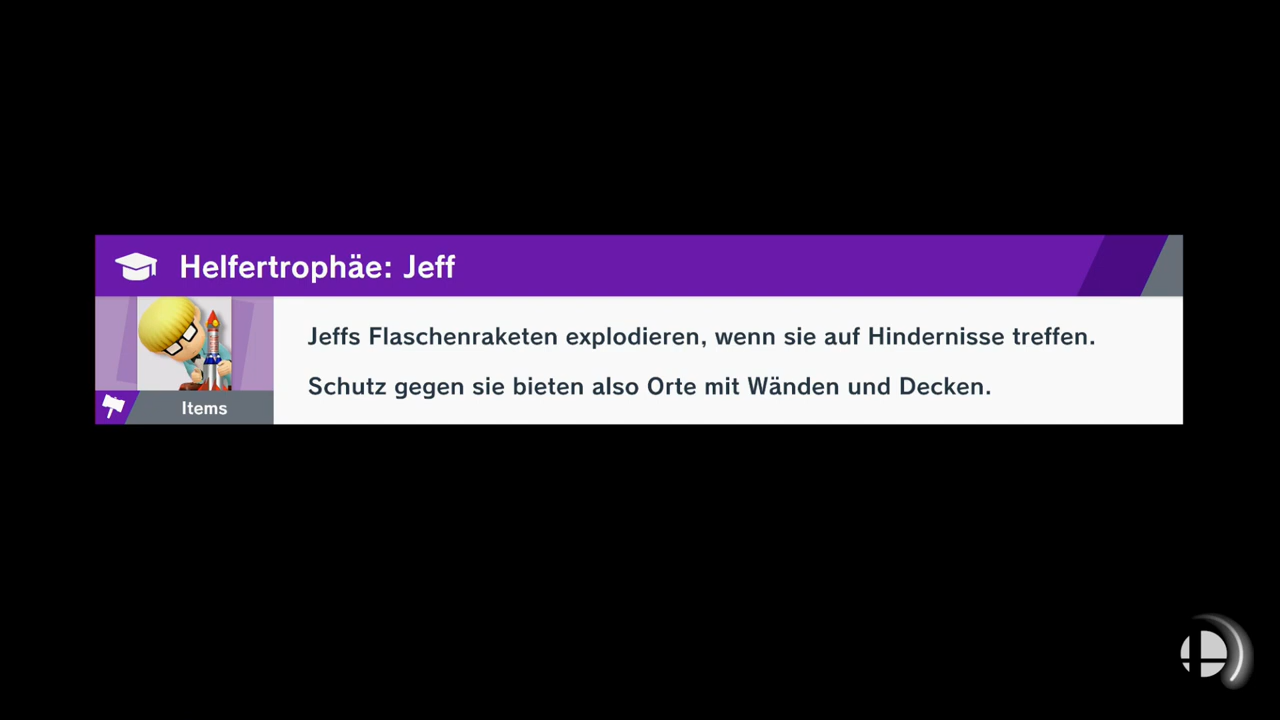 Helfertrophäe: Jeff
Jeffs Flaschenraketen explodieren, wenn sie auf Hindernisse treffen.
Schutz gegen sie bieten also Orte mit Wänden und Decken.
Items